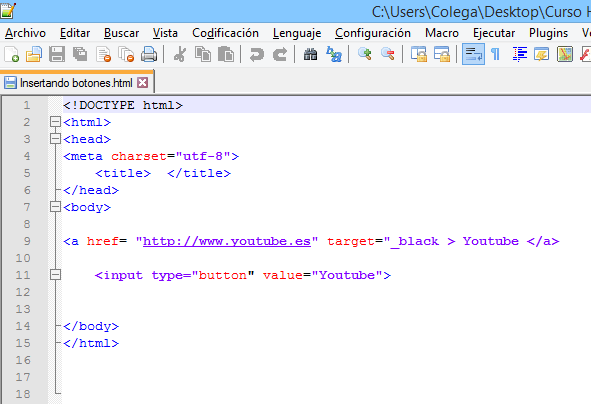 C:\Users\Colega\Desktop\Curso H
Archivo Editar Buscar Vista Codificación Lenguaje Configuración Macro Ejecutar Plugins
Insertando botones.html
1 <!DOCTYPE html>
2 <html>
3 <head>
4 <meta charset="utf-8">
5 <title>  </title>
6 </head>
7 <body>
8
9 <a href= "http://www.youtube.es" target="_black > Youtube </a>
10
11 <input type="button" value="Youtube">
12
13
14 </body>
15 </html>
16
17
18